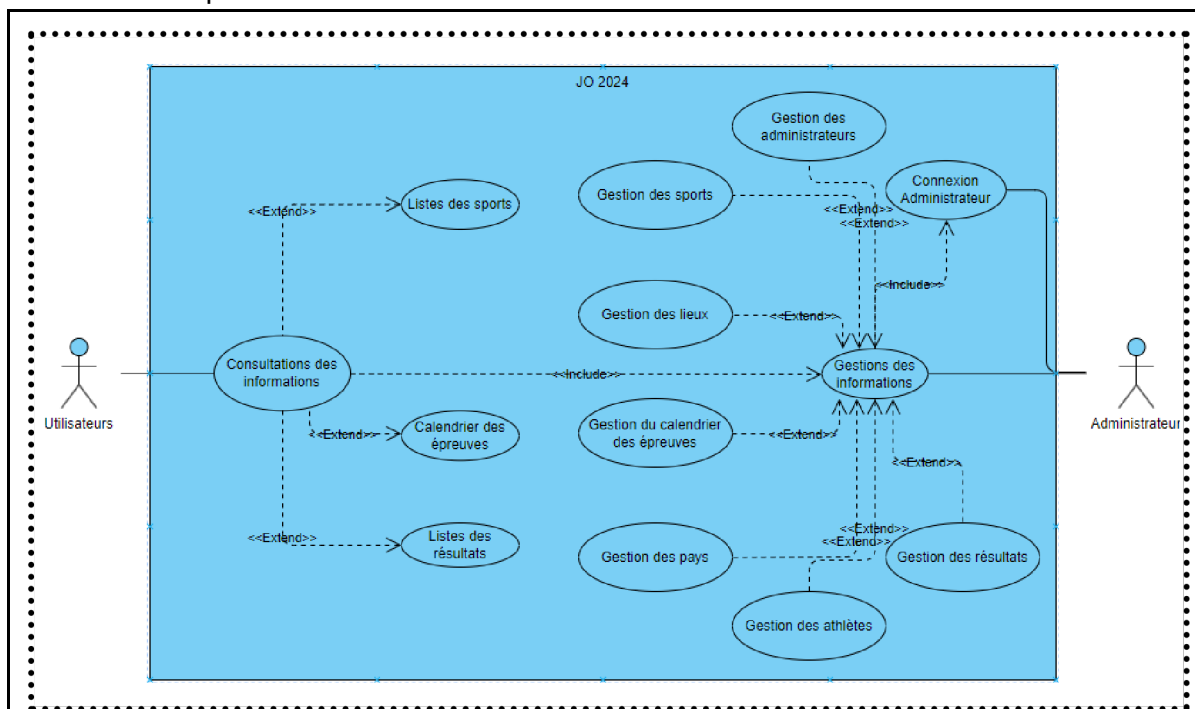 JO 2024
Gestion des
administrateurs
Connexion
Administrateur
Gestion des sports
Listes des sports
<<Extend>>
<<Extend>>
<<Extend>>
<<Include>>
Gestion des lieux
<<Extend>>
Consultations des
informations
<<Include>>
Gestions des
informations
Utilisateurs
Administrateur
<<Extend>>
Calendrier des
épreuves
Gestion du calendrier
des épreuves
<<Extend>>
<<Extend>>
<<Extend>>
Listes des
résultats
<<Extend>>
<<Extend>>
Gestion des pays
Gestion des résultats
Gestion des athlètes